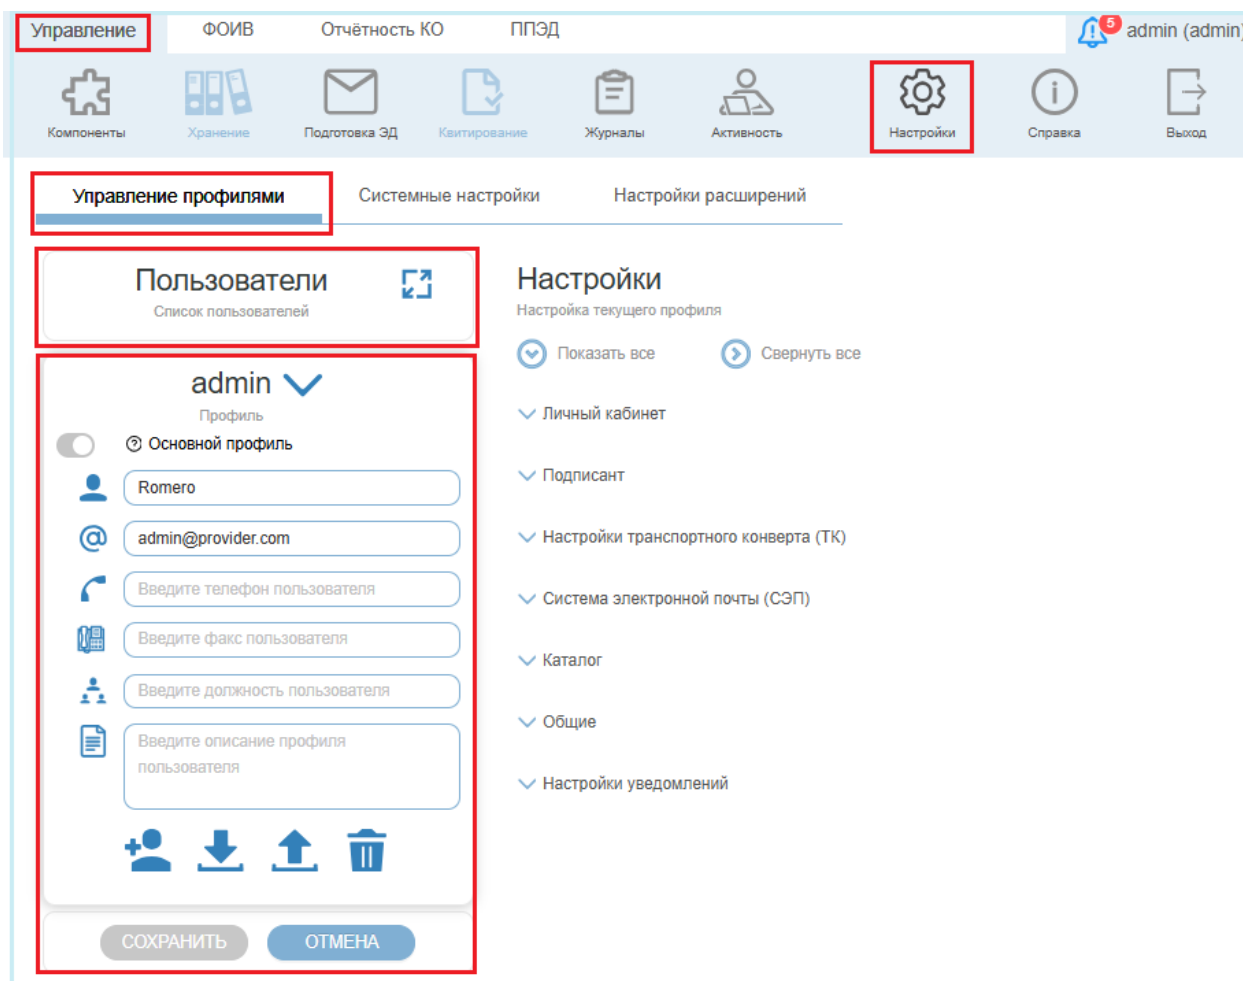 Управление ФОИВ Отчётность КО ППЭД 5 admin (admin)
Компоненты Хранение Подготовка ЭД Квитирование Журналы Активность Настройки Справка Выход
Управление профилями Системные настройки Настройки расширений
Пользователи
Список пользователей
admin
Профиль
Основной профиль
Romero
admin@provider.com
Введите телефон пользователя
Введите факс пользователя
Введите должность пользователя
Введите описание профиля
пользователя
СОХРАНИТЬ ОТМЕНА
Настройки
Настройка текущего профиля
Показать все Свернуть все
Личный кабинет
Подписант
Настройки транспортного конверта (ТК)
Система электронной почты (СЭП)
Каталог
Общие
Настройки уведомлений